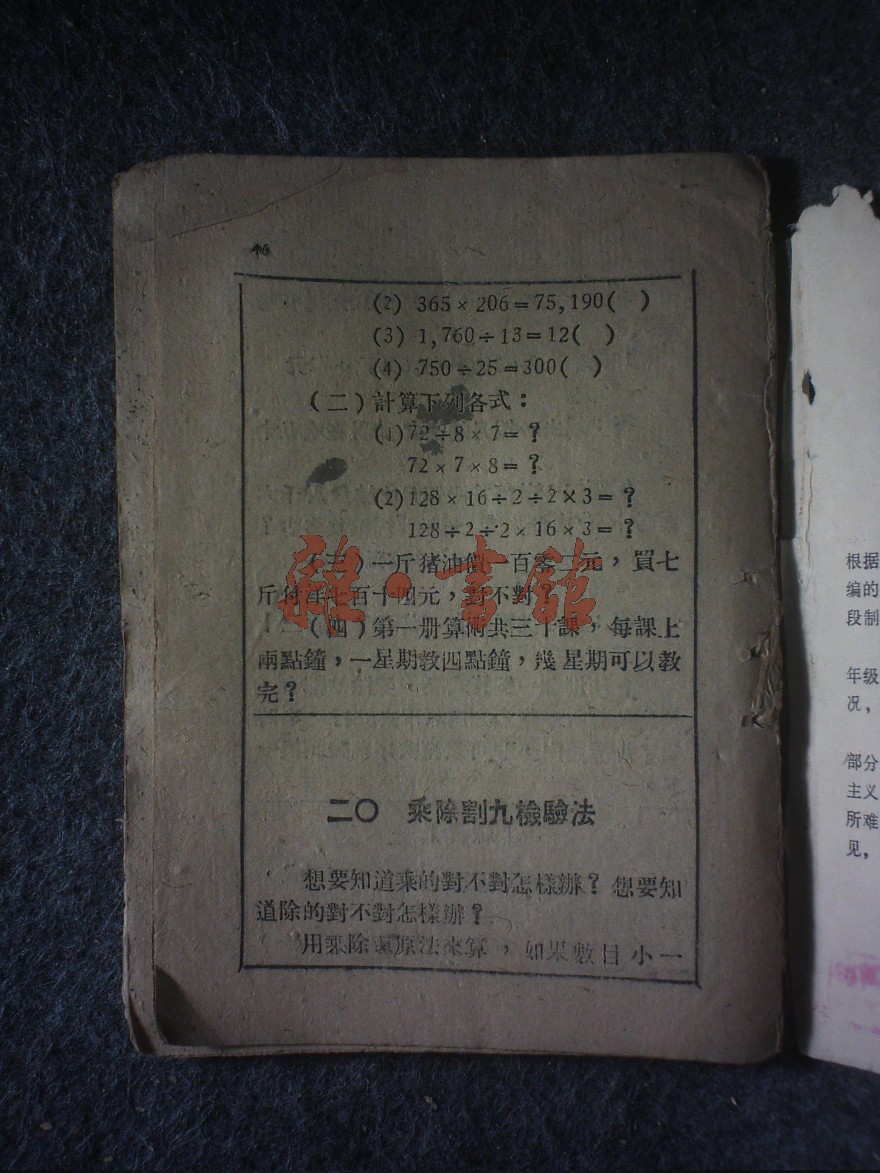 46
(2) 365×206=75,190( )
(3) 1,760÷13=12( )
(4) 750÷25=300( )
(二)計算下列各式：
(1)72÷8×7=？
72×7×8=？
(2)128×16÷2÷2×3=？
128÷2÷2×16×3=？
(三)一斤猪油價一百零二元，買七
斤付洋七百十四元，對不對？
(四)第一册算術共三十課，每課上
兩點鐘，一星期教四點鐘，幾星期可以教
完？
雜·書館
二〇 乘除割九檢驗法
想要知道乘的對不對怎樣辦？想要知
道除的對不對怎樣辦？
用乘除還原法來算，如果數目小一
根据
编的
段制
年级
况，
部分
主义
所难
见，